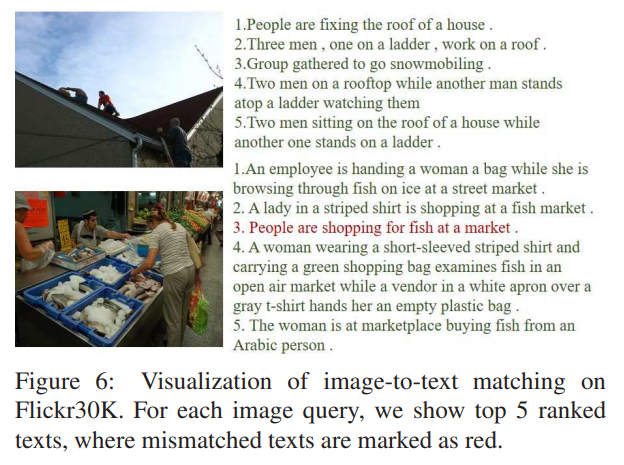 1.People are fixing the roof of a house .
2.Three men , one on a ladder , work on a roof .
3.Group gathered to go snowmobiling .
4.Two men on a rooftop while another man stands
atop a ladder watching them
5.Two men sitting on the roof of a house while
another one stands on a ladder .
1.An employee is handing a woman a bag while she is
browsing through fish on ice at a street market .
2. A lady in a striped shirt is shopping at a fish market .
3. People are shopping for fish at a market .
4. A woman wearing a short-sleeved striped shirt and
carrying a green shopping bag examines fish in an
open air market while a vendor in a white apron over a
gray t-shirt hands her an empty plastic bag .
5. The woman is at marketplace buying fish from an
Arabic person .
Figure 6: Visualization of image-to-text matching on
Flickr30K. For each image query, we show top 5 ranked
texts, where mismatched texts are marked as red.